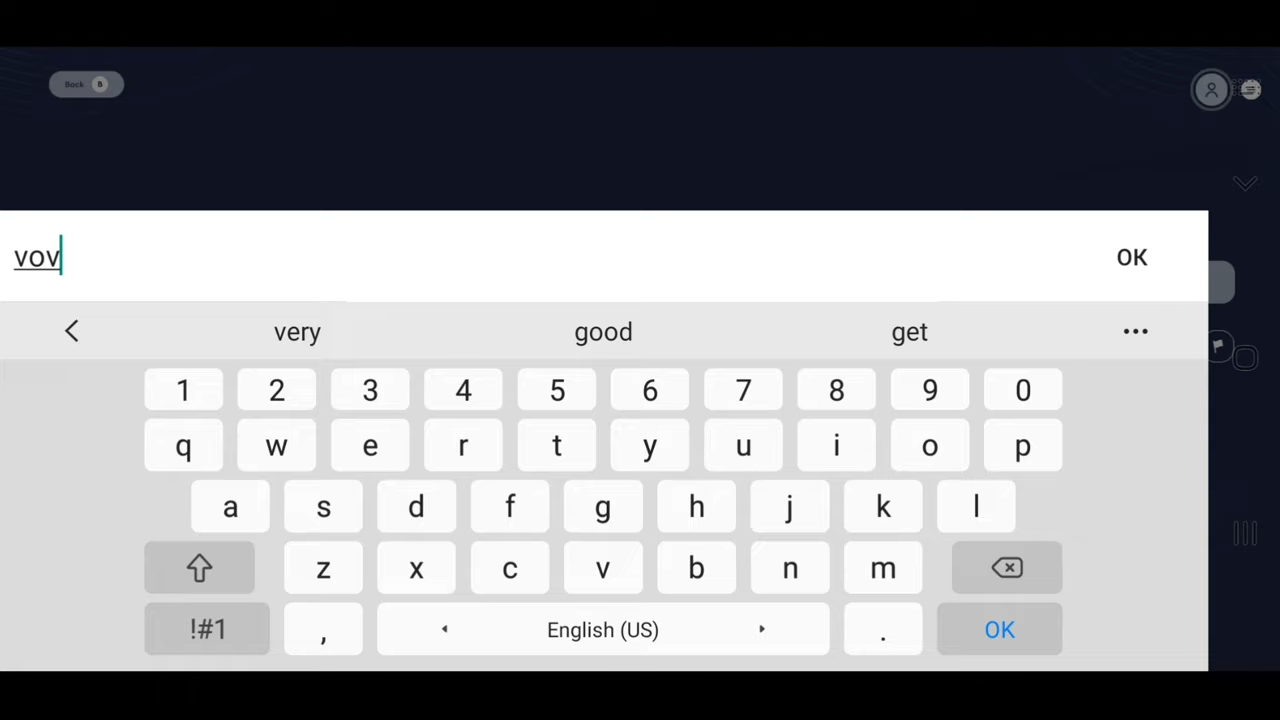 Back B
vov OK
very good get
1 2 3 4 5 6 7 8 9 0
q w e r t y u i o p
a s d f g h j k l
z x c v b n m
!#1 , English (US) . OK